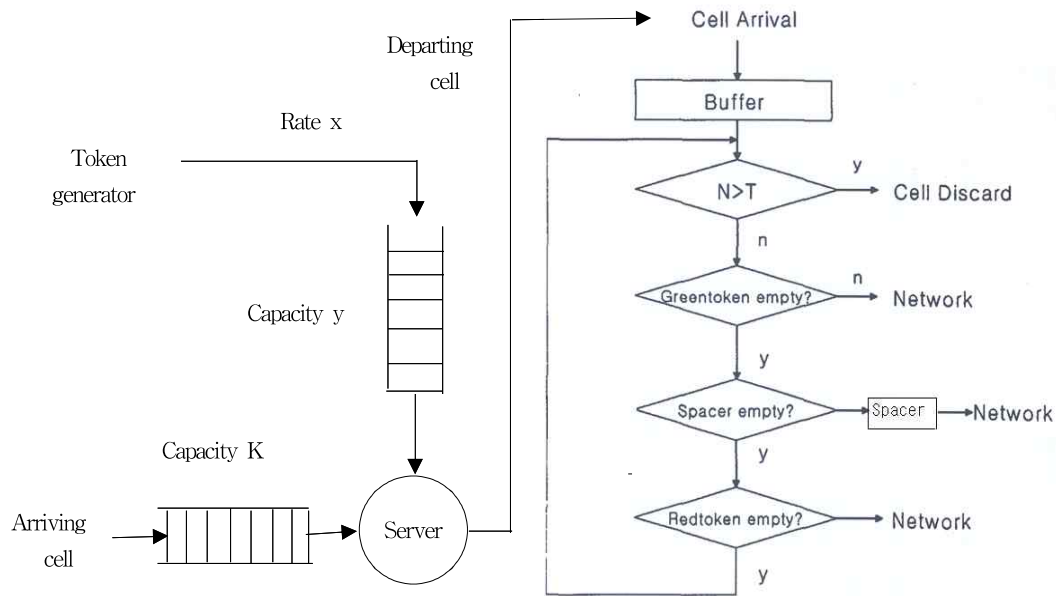 Departing
cell
Rate x
Token
generator
Capacity y
Capacity K
Arriving
cell
Server
Cell Arrival
Buffer
N>T
y
Cell Discard
n
Greentoken empty?
n
Network
y
Spacer empty?
Spacer
Network
y
Redtoken empty?
Network
y